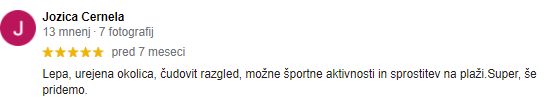 J
Jozica Cernela
13 mnenj · 7 fotografij
pred 7 meseci
Lepa, urejena okolica, čudovit razgled, možne športne aktivnosti in sprostitev na plaži.Super, še
pridemo.